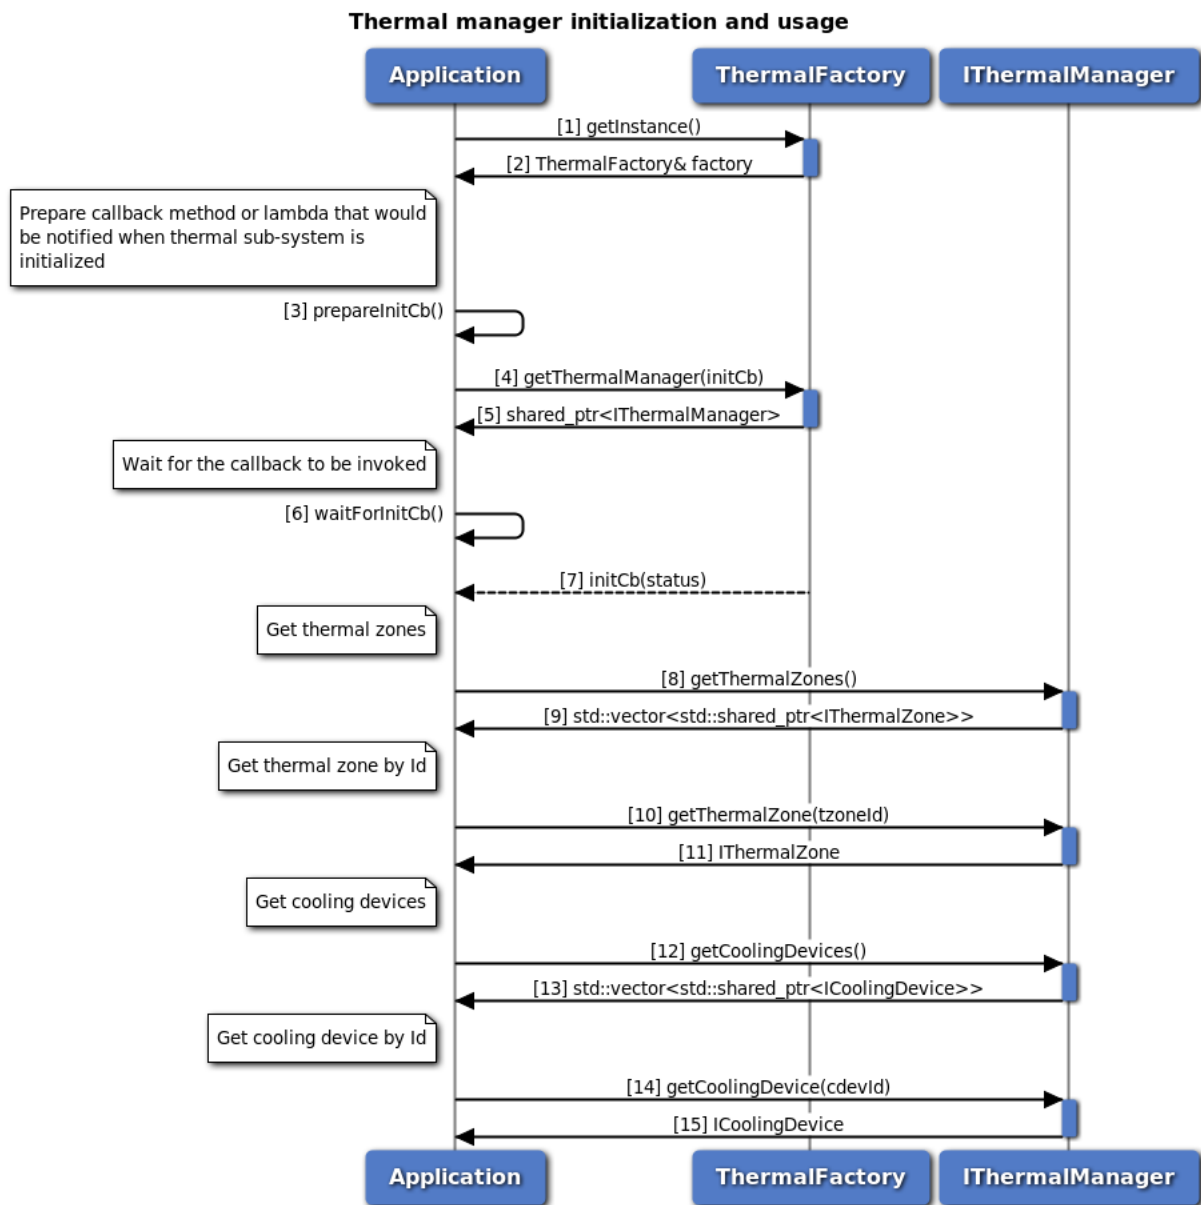 Thermal manager initialization and usage
Application
ThermalFactory
IThermalManager
[1] getInstance()
[2] ThermalFactory& factory
Prepare callback method or lambda that would
be notified when thermal sub-system is
initialized
[3] prepareInitCb()
[4] getThermalManager(initCb)
[5] shared_ptr<IThermalManager>
Wait for the callback to be invoked
[6] waitForInitCb()
[7] initCb(status)
Get thermal zones
[8] getThermalZones()
[9] std::vector<std::shared_ptr<IThermalZone>>
Get thermal zone by Id
[10] getThermalZone(tzoneId)
[11] IThermalZone
Get cooling devices
[12] getCoolingDevices()
[13] std::vector<std::shared_ptr<ICoolingDevice>>
Get cooling device by Id
[14] getCoolingDevice(cdevId)
[15] ICoolingDevice
Application
ThermalFactory
IThermalManager